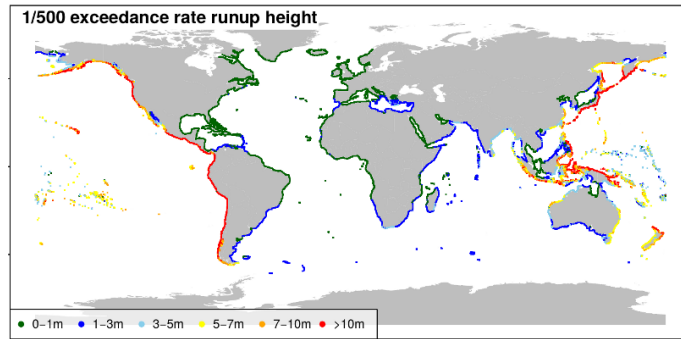 1/500 exceedance rate runup height
0−1m 1−3m 3−5m 5−7m 7−10m >10m